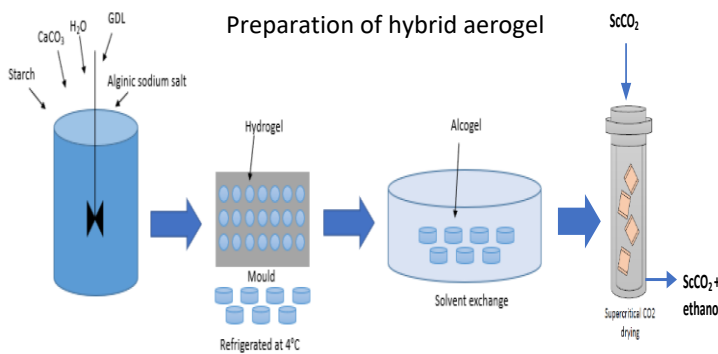 Preparation of hybrid aerogel
GDL
H₂O
CaCO₃
Starch
Alginic sodium salt
Hydrogel
Mould
Refrigerated at 4⁰C
Alcogel
Solvent exchange
ScCO₂
ScCO₂ +
ethano
Supercritical CO2
drying